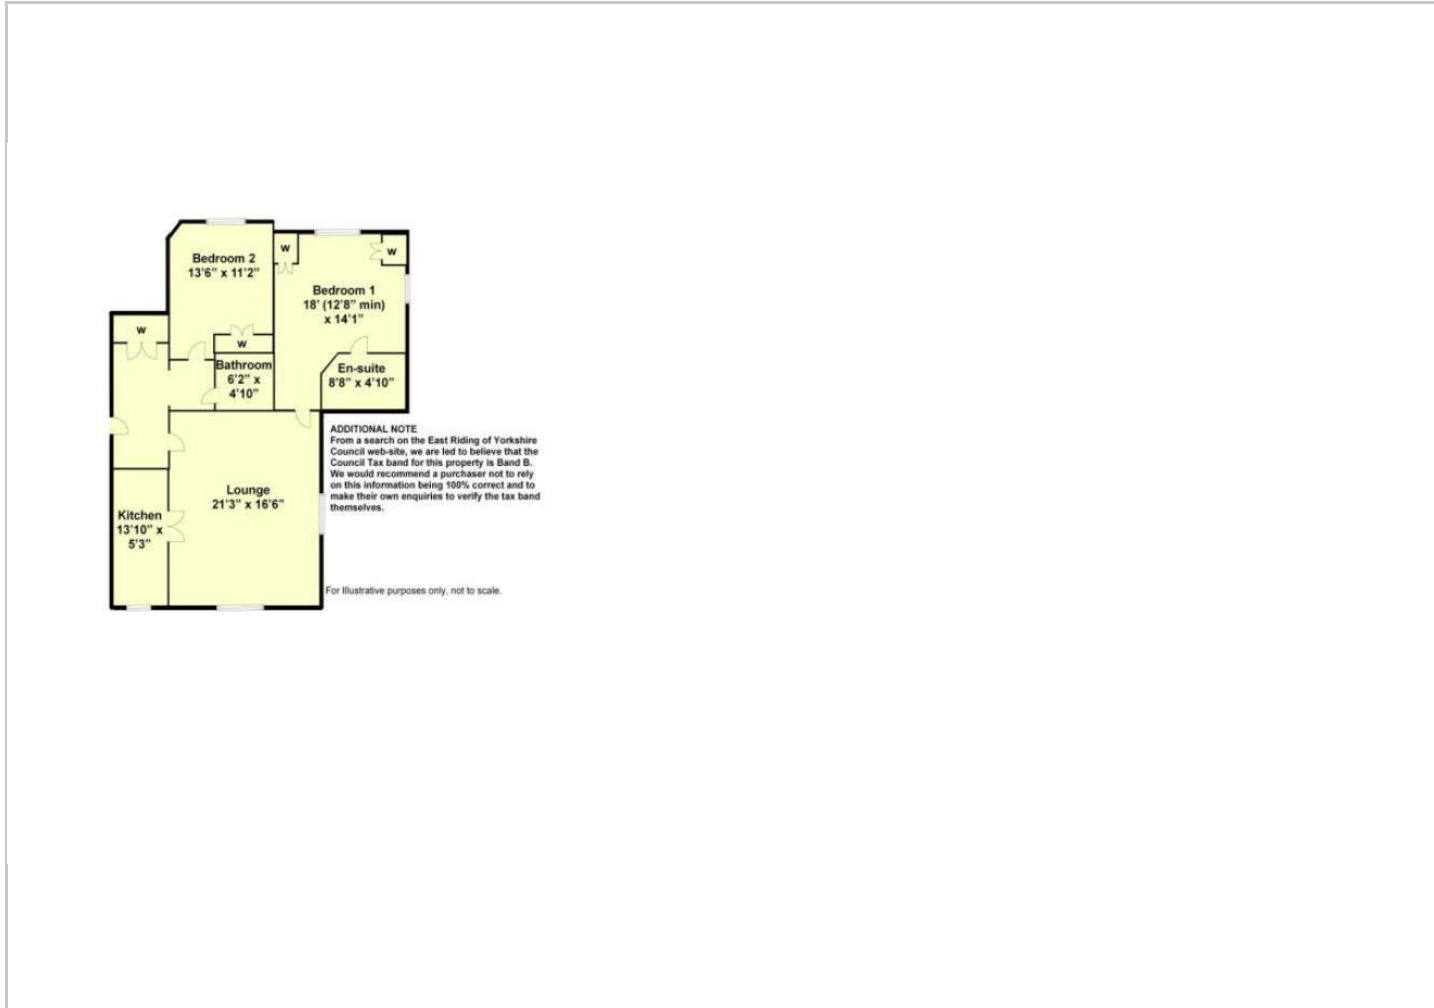 Bedroom 2
13'6" x 11'2"
W
W
Bedroom 1
18' (12'8" min)
x 14'1"
W
W
Bathroom
6'2" x
4'10"
En-suite
8'8" x 4'10"
ADDITIONAL NOTE
From a search on the East Riding of Yorkshire
Council web-site, we are led to believe that the
Council Tax band for this property is Band B.
We would recommend a purchaser not to rely
on this information being 100% correct and to
make their own enquiries to verify the tax band
themselves.
Lounge
21'3" x 16'6"
Kitchen
13'10" x
5'3"
For Illustrative purposes only, not to scale.